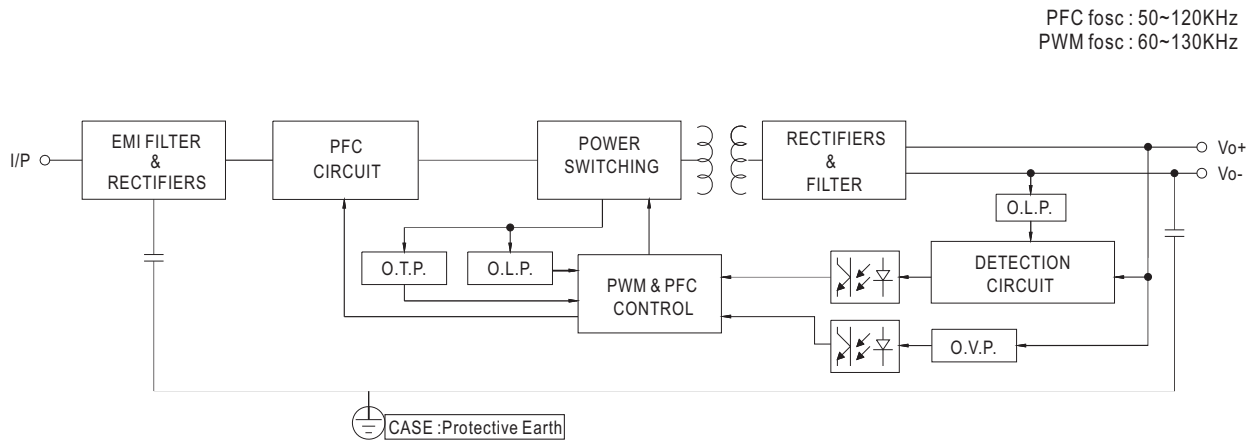 PFC fosc : 50~120KHz
PWM fosc : 60~130KHz
I/P
EMI FILTER
&
RECTIFIERS
PFC
CIRCUIT
POWER
SWITCHING
RECTIFIERS
&
FILTER
Vo+
Vo-
O.L.P.
O.T.P.
O.L.P.
PWM & PFC
CONTROL
DETECTION
CIRCUIT
O.V.P.
CASE :Protective Earth